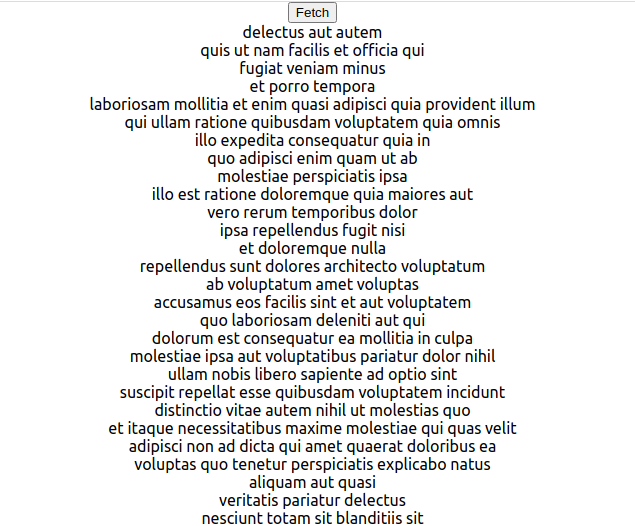 Fetch
delectus aut autem
quis ut nam facilis et officia qui
fugiat veniam minus
et porro tempora
laboriosam mollitia et enim quasi adipisci quia provident illum
qui ullam ratione quibusdam voluptatem quia omnis
illo expedita consequatur quia in
quo adipisci enim quam ut ab
molestiae perspiciatis ipsa
illo est ratione doloremque quia maiores aut
vero rerum temporibus dolor
ipsa repellendus fugit nisi
et doloremque nulla
repellendus sunt dolores architecto voluptatum
ab voluptatum amet voluptas
accusamus eos facilis sint et aut voluptatem
quo laboriosam deleniti aut qui
dolorum est consequatur ea mollitia in culpa
molestiae ipsa aut voluptatibus pariatur dolor nihil
ullam nobis libero sapiente ad optio sint
suscipit repellat esse quibusdam voluptatem incidunt
distinctio vitae autem nihil ut molestias quo
et itaque necessitatibus maxime molestiae qui quas velit
adipisci non ad dicta qui amet quaerat doloribus ea
voluptas quo tenetur perspiciatis explicabo natus
aliquam aut quasi
veritatis pariatur delectus
nesciunt totam sit blanditiis sit